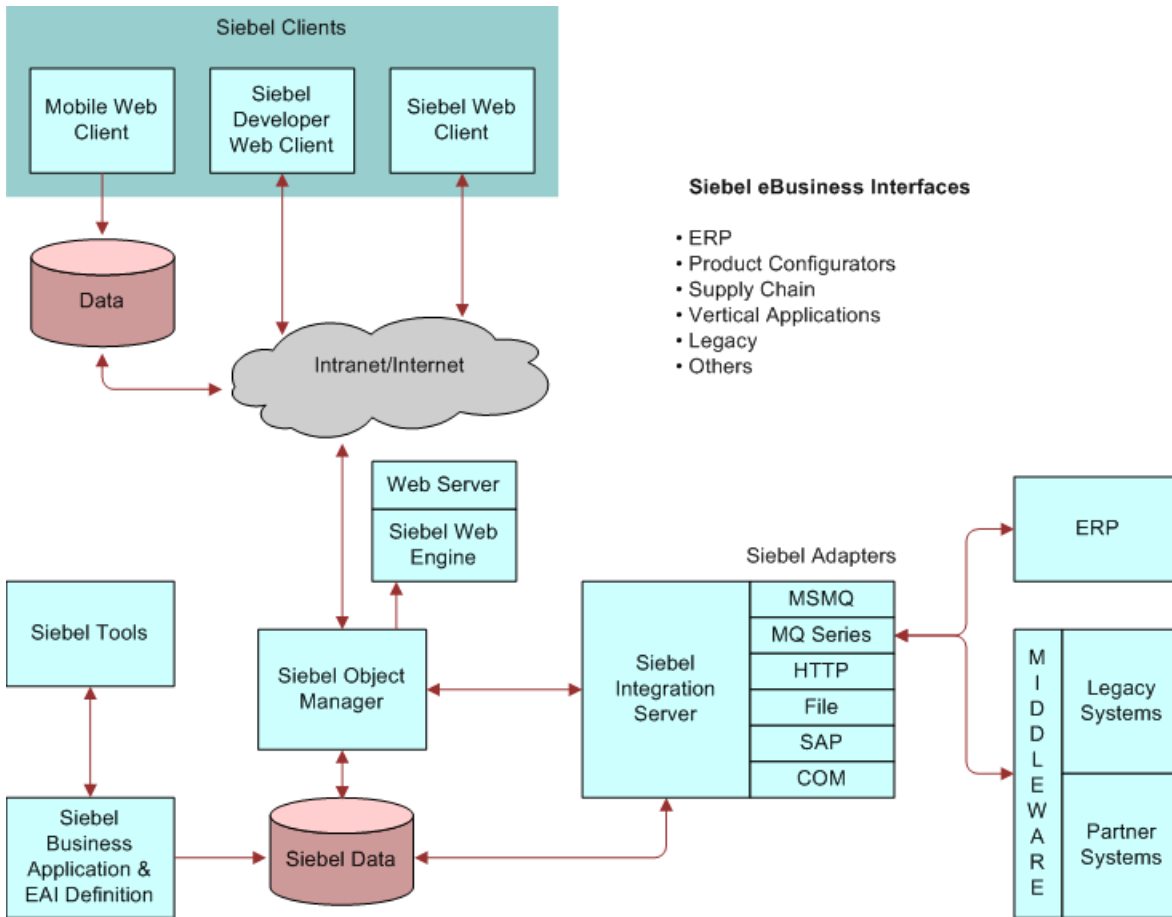 Siebel Clients
Mobile Web
Client
Siebel
Developer
Web Client
Siebel Web
Client
Siebel eBusiness Interfaces
• ERP
• Product Configurators
• Supply Chain
• Vertical Applications
• Legacy
• Others
Data
Intranet/Internet
Web Server
Siebel Web
Engine
Siebel Adapters
ERP
Siebel Tools
Siebel Object
Manager
Siebel
Integration
Server
MSMQ
MQ Series
HTTP
File
SAP
COM
MIDDLEWARE
Legacy
Systems
Partner
Systems
Siebel
Business
Application &
EAI Definition
Siebel Data